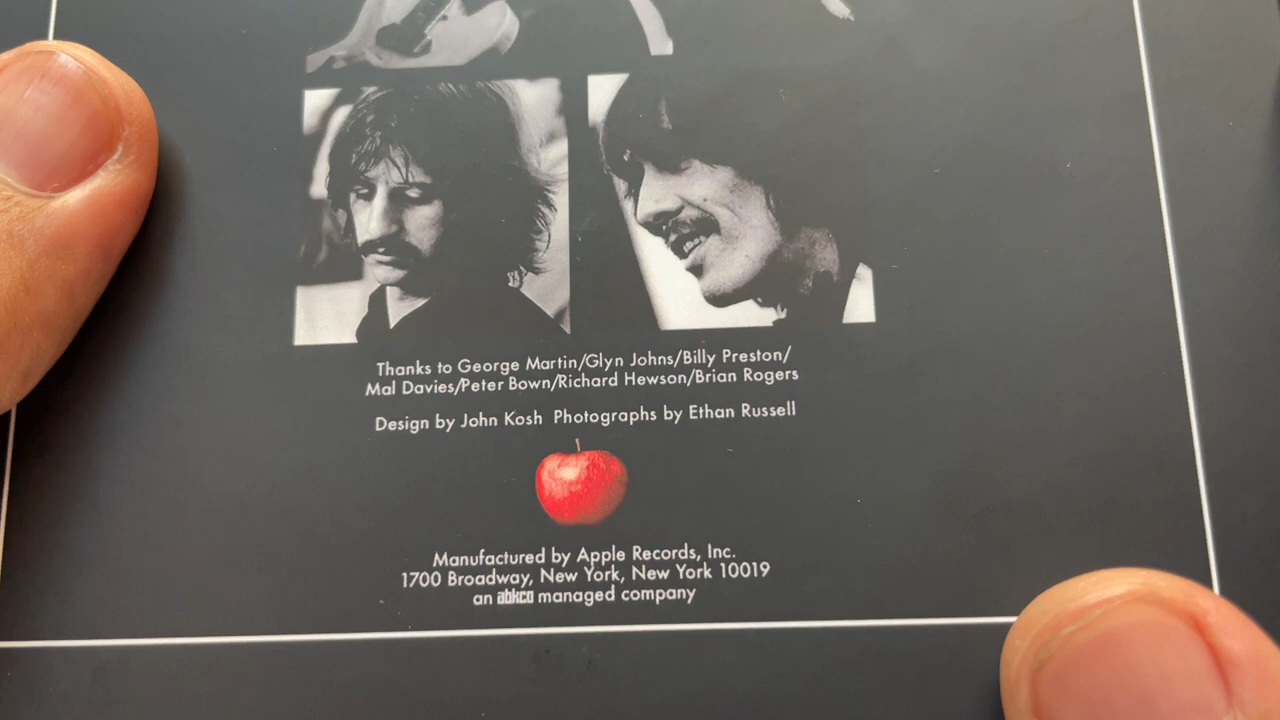 Thanks to George Martin/Glyn Johns/Billy Preston/
Mal Davies/Peter Bown/Richard Hewson/Brian Rogers
Design by John Kosh Photographs by Ethan Russell
Manufactured by Apple Records, Inc.
1700 Broadway, New York, New York 10019
an abkco managed company